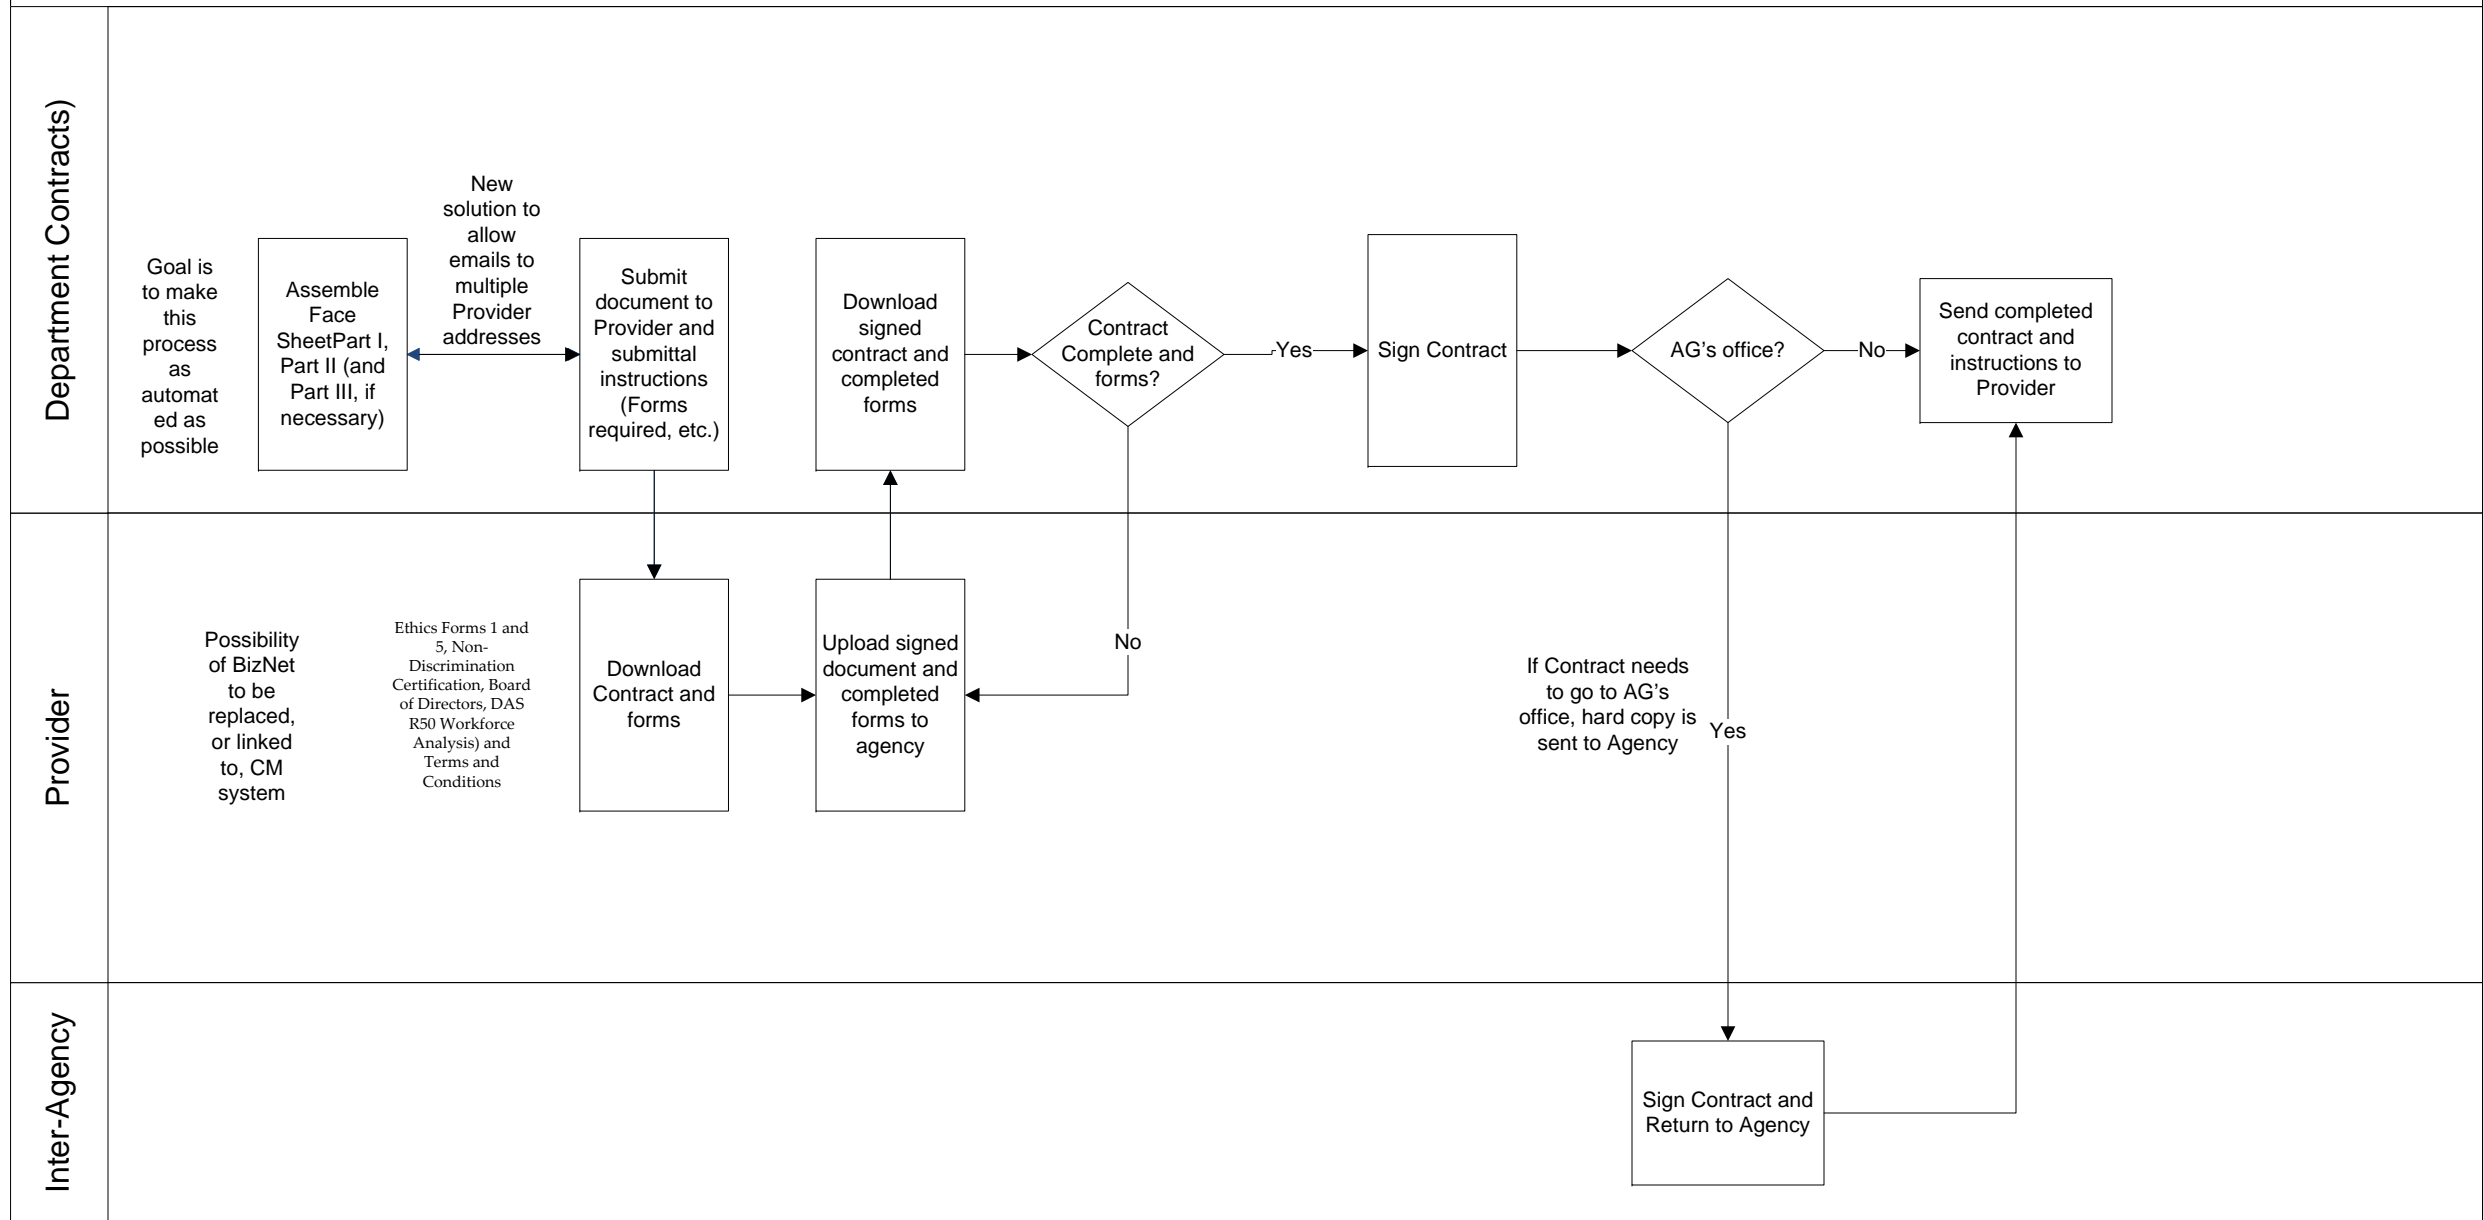 Department Contracts)
Goal is
to make
this
process
as
automat
ed as
possible
Assemble
Face
SheetPart I,
Part II (and
Part III, if
necessary)
New
solution to
allow
emails to
multiple
Provider
addresses
Submit
document to
Provider and
submittal
instructions
(Forms
required, etc.)
Download
signed
contract and
completed
forms
Contract
Complete and
forms?
Yes
Sign Contract
AG’s office?
No
Send completed
contract and
instructions to
Provider
Provider
Possibility
of BizNet
to be
replaced,
or linked
to, CM
system
Ethics Forms 1 and
5, Non-
Discrimination
Certification, Board
of Directors, DAS
R50 Workforce
Analysis) and
Terms and
Conditions
Download
Contract and
forms
Upload signed
document and
completed
forms to
agency
No
If Contract needs
to go to AG’s
office, hard copy is
sent to Agency
Yes
Inter-Agency
Sign Contract and
Return to Agency